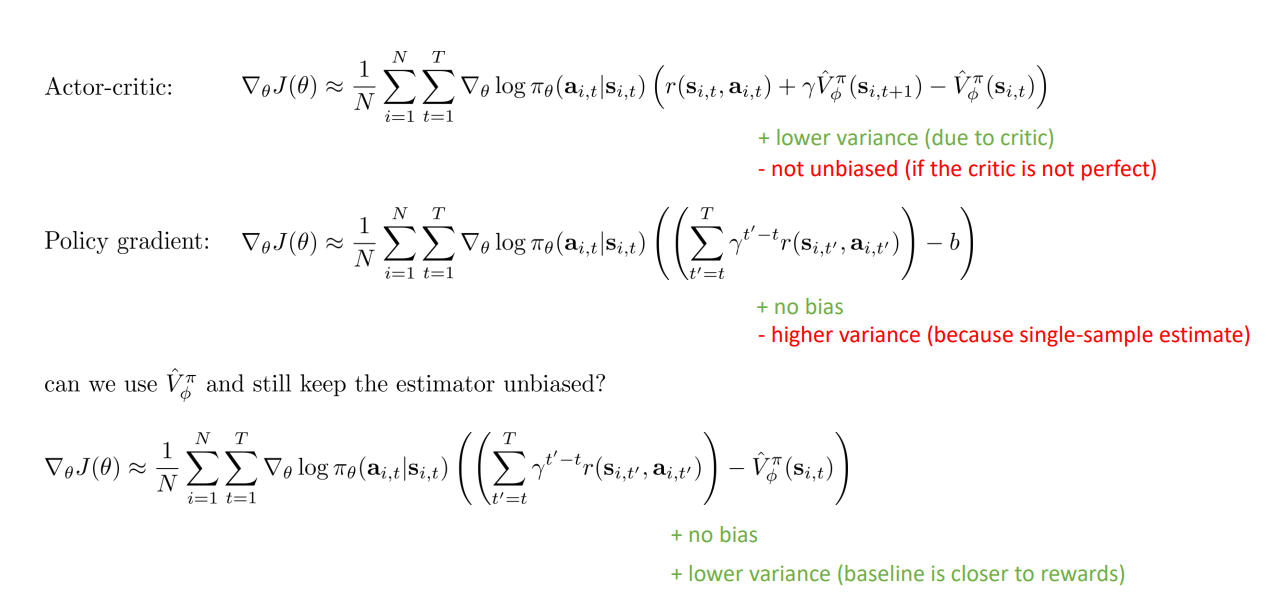 Actor-critic: $\nabla_\theta J(\theta) \approx \frac{1}{N} \sum_{i=1}^{N} \sum_{t=1}^{T} \nabla_\theta \log \pi_\theta(\mathbf{a}_{i,t}|\mathbf{s}_{i,t}) \left( r(\mathbf{s}_{i,t}, \mathbf{a}_{i,t}) + \gamma \hat{V}^\pi_\phi(\mathbf{s}_{i,t+1}) - \hat{V}^\pi_\phi(\mathbf{s}_{i,t}) \right)$
+ lower variance (due to critic)
- not unbiased (if the critic is not perfect)
Policy gradient: $\nabla_\theta J(\theta) \approx \frac{1}{N} \sum_{i=1}^{N} \sum_{t=1}^{T} \nabla_\theta \log \pi_\theta(\mathbf{a}_{i,t}|\mathbf{s}_{i,t}) \left( \left( \sum_{t'=t}^{T} \gamma^{t'-t} r(\mathbf{s}_{i,t'}, \mathbf{a}_{i,t'}) \right) - b \right)$
+ no bias
- higher variance (because single-sample estimate)
can we use $\hat{V}^\pi_\phi$ and still keep the estimator unbiased?
$\nabla_\theta J(\theta) \approx \frac{1}{N} \sum_{i=1}^{N} \sum_{t=1}^{T} \nabla_\theta \log \pi_\theta(\mathbf{a}_{i,t}|\mathbf{s}_{i,t}) \left( \left( \sum_{t'=t}^{T} \gamma^{t'-t} r(\mathbf{s}_{i,t'}, \mathbf{a}_{i,t'}) \right) - \hat{V}^\pi_\phi(\mathbf{s}_{i,t}) \right)$
+ no bias
+ lower variance (baseline is closer to rewards)